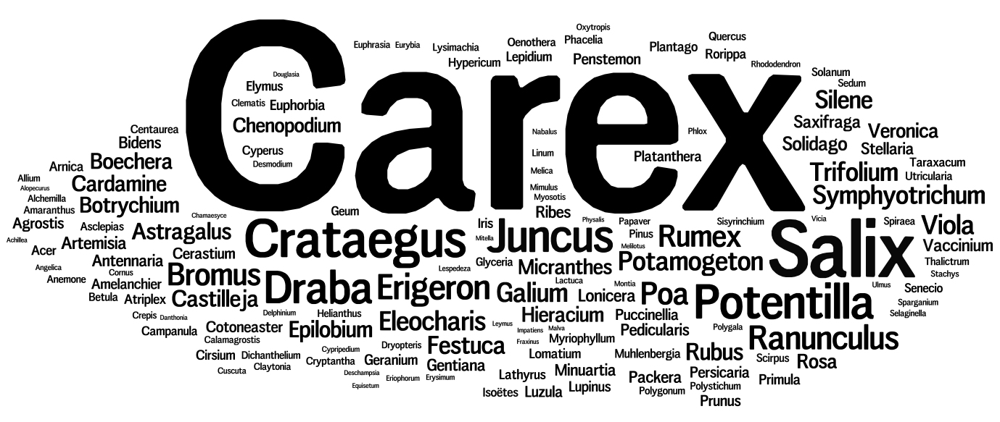 Carex
Oxytropis
Quercus
Euphrasia
Eurybia
Lysimachia
Oenothera
Phacelia
Plantago
Rorippa
Hypericum
Lepidium
Penstemon
Rhododendron
Douglasia
Elymus
Solanum
Sedum
Clematis
Euphorbia
Silene
Chenopodium
Saxifraga
Centaurea
Nabalus
Phlox
Veronica
Bidens
Cyperus
Linum
Platanthera
Solidago
Stellaria
Arnica
Boechera
Desmodium
Melica
Trifolium
Taraxacum
Allium
Utricularia
Alopecurus
Cardamine
Mimulus
Alchemilla
Botrychium
Myosotis
Symphyotrichum
Amaranthus
Chamaesyce
Geum
Ribes
Agrostis
Asclepias
Astragalus
Crataegus
Iris
Physalis
Papaver
Sisyrinchium
Vicia
Spiraea
Viola
Achillea
Artemisia
Mitella
Juncus
Pinus
Rumex
Salix
Acer
Cerastium
Melilotus
Vaccinium
Antennaria
Glyceria
Micranthes
Potamogeton
Thalictrum
Angelica
Cornus
Bromus
Lespedeza
Stachys
Anemone
Amelanchier
Draba
Erigeron
Lactuca
Montia
Ulmus
Senecio
Betula
Atriplex
Castilleja
Galium
Lonicera
Poa
Potentilla
Sparganium
Crepis
Danthonia
Delphinium
Helianthus
Eleocharis
Leymus
Hieracium
Puccinellia
Selaginella
Campanula
Cotoneaster
Epilobium
Impatiens
Malva
Pedicularis
Polygala
Ranunculus
Calamagrostis
Dryopteris
Festuca
Fraxinus
Myriophyllum
Cirsium
Dichanthelium
Cypripedium
Cryptantha
Geranium
Gentiana
Lomatium
Muhlenbergia
Rubus
Scirpus
Rosa
Cuscuta
Claytonia
Deschampsia
Eriophorum
Erysimum
Lathyrus
Minuartia
Packera
Persicaria
Primula
Equisetum
Isoëtes
Luzula
Lupinus
Polygonum
Polystichum
Prunus